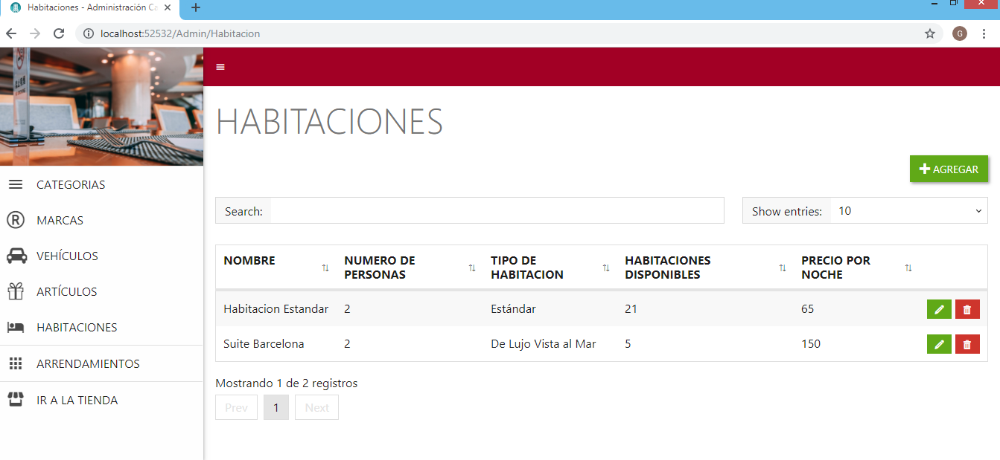 Habitaciones - Administración Ca
localhost:52532/Admin/Habitacion
G
HABITACIONES
AGREGAR
CATEGORIAS
R
MARCAS
VEHÍCULOS
ARTÍCULOS
HABITACIONES
ARRENDAMIENTOS
IR A LA TIENDA
Search:
Show entries: 10
NOMBRE
NUMERO DE PERSONAS
TIPO DE HABITACION
HABITACIONES DISPONIBLES
PRECIO POR NOCHE
Habitacion Estandar 2 Estándar 21 65
Suite Barcelona 2 De Lujo Vista al Mar 5 150
Mostrando 1 de 2 registros
Prev 1 Next